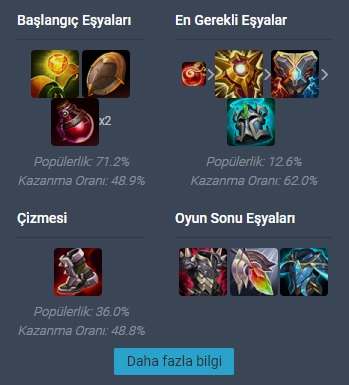 Başlangıç Eşyaları
x2
Popülerlik: 71.2%
Kazanma Oranı: 48.9%
En Gerekli Eşyalar
Popülerlik: 12.6%
Kazanma Oranı: 62.0%
Çizmesi
Popülerlik: 36.0%
Kazanma Oranı: 48.8%
Oyun Sonu Eşyaları
Daha fazla bilgi